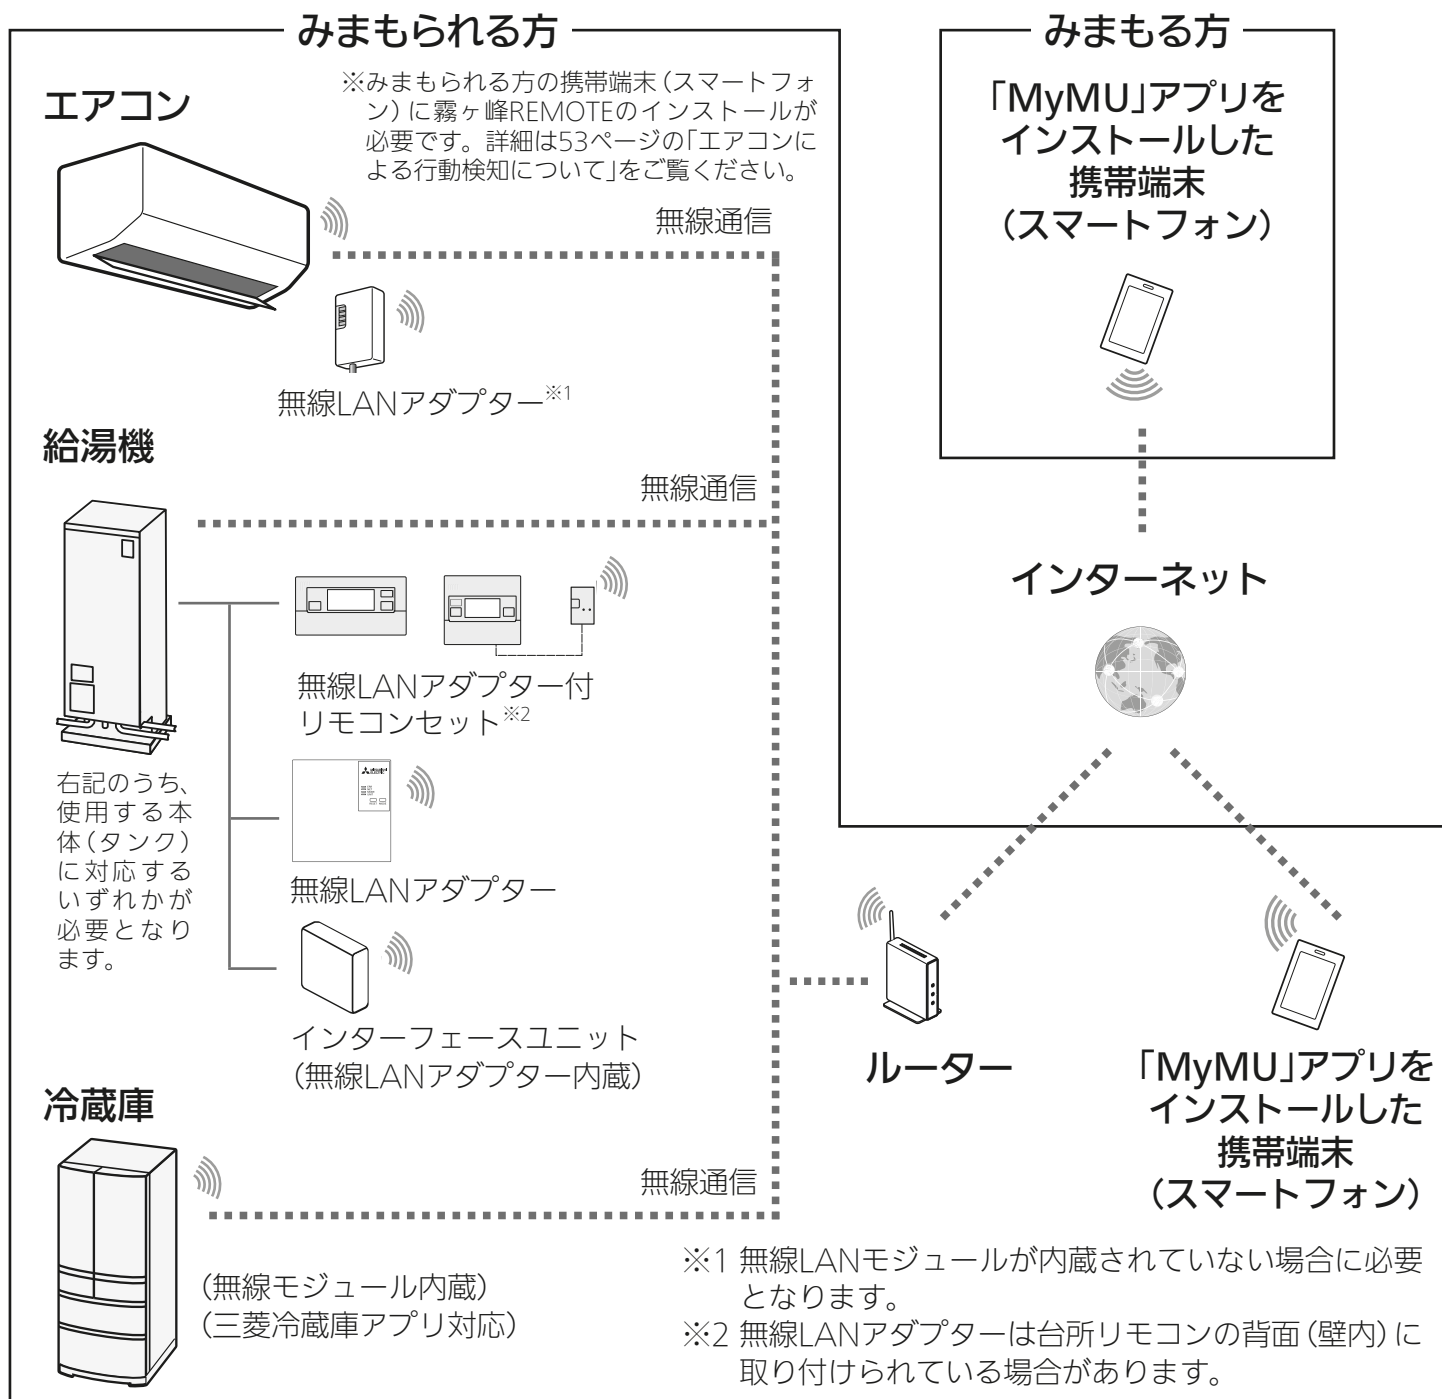 みまもられる方
エアコン
※みまもられる方の携帯端末（スマートフォ
ン）に霧ヶ峰REMOTEのインストールが
必要です。詳細は53ページの「エアコンに
よる行動検知について」をご覧ください。
無線通信
無線LANアダプター※1
給湯機
無線通信
無線LANアダプター付
リモコンセット※2
右記のうち、
使用する本
体（タンク）
に対応する
いずれかが
必要となり
ます。
無線LANアダプター
インターフェースユニット
（無線LANアダプター内蔵）
冷蔵庫
無線通信
（無線モジュール内蔵）
（三菱冷蔵庫アプリ対応）
みまもる方
「MyMU」アプリを
インストールした
携帯端末
（スマートフォン）
インターネット
ルーター
「MyMU」アプリを
インストールした
携帯端末
（スマートフォン）
※1 無線LANモジュールが内蔵されていない場合に必要
となります。
※2 無線LANアダプターは台所リモコンの背面（壁内）に
取り付けられている場合があります。